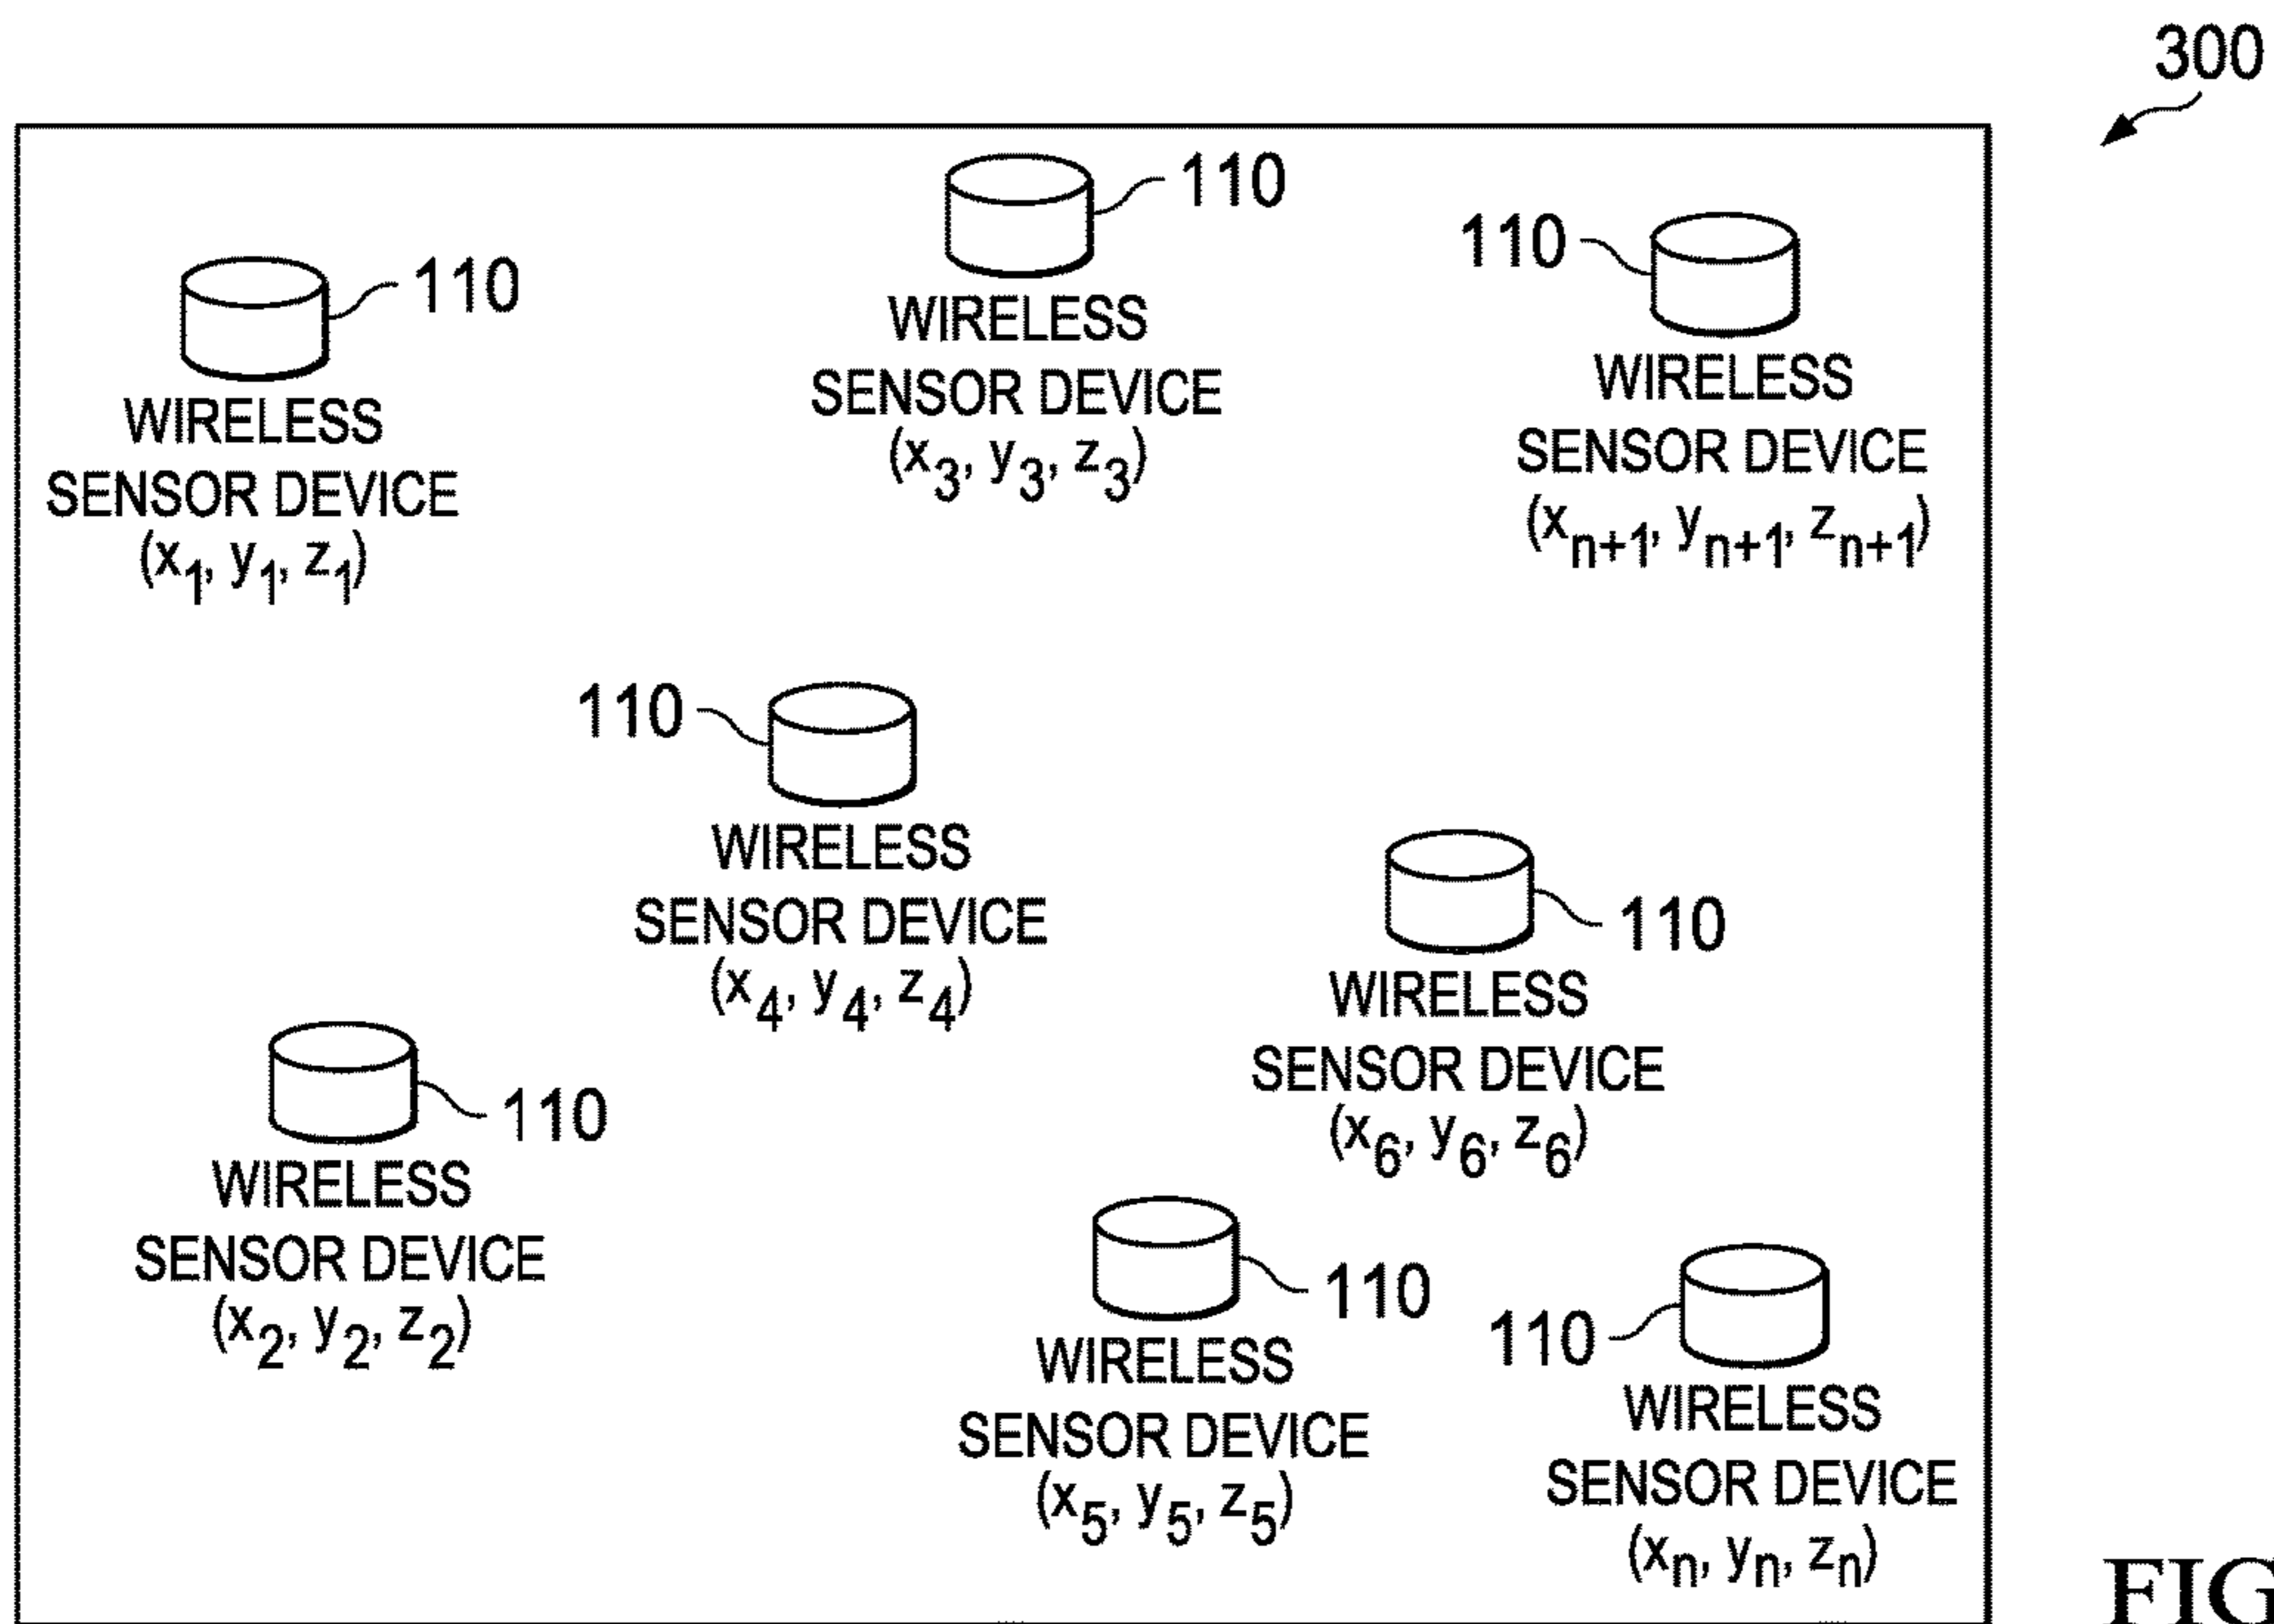 300
110
WIRELESS
SENSOR DEVICE
(x1, y1, z1)
110
WIRELESS
SENSOR DEVICE
(x3, y3, z3)
110
WIRELESS
SENSOR DEVICE
(xn+1, yn+1, zn+1)
110
WIRELESS
SENSOR DEVICE
(x4, y4, z4)
110
WIRELESS
SENSOR DEVICE
(x6, y6, z6)
110
WIRELESS
SENSOR DEVICE
(x2, y2, z2)
110
WIRELESS
SENSOR DEVICE
(x5, y5, z5)
110
WIRELESS
SENSOR DEVICE
(xn, yn, zn)
FIG